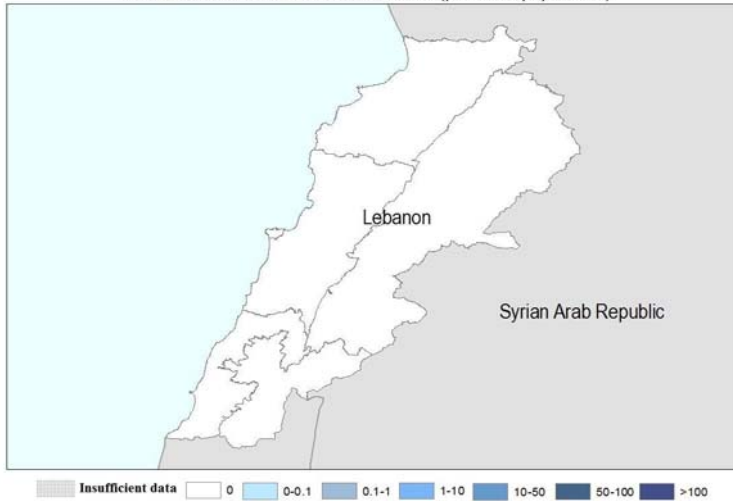 Lebanon
Syrian Arab Republic
Insufficient data 0 0-0.1 0.1-1 1-10 10-50 50-100 >100